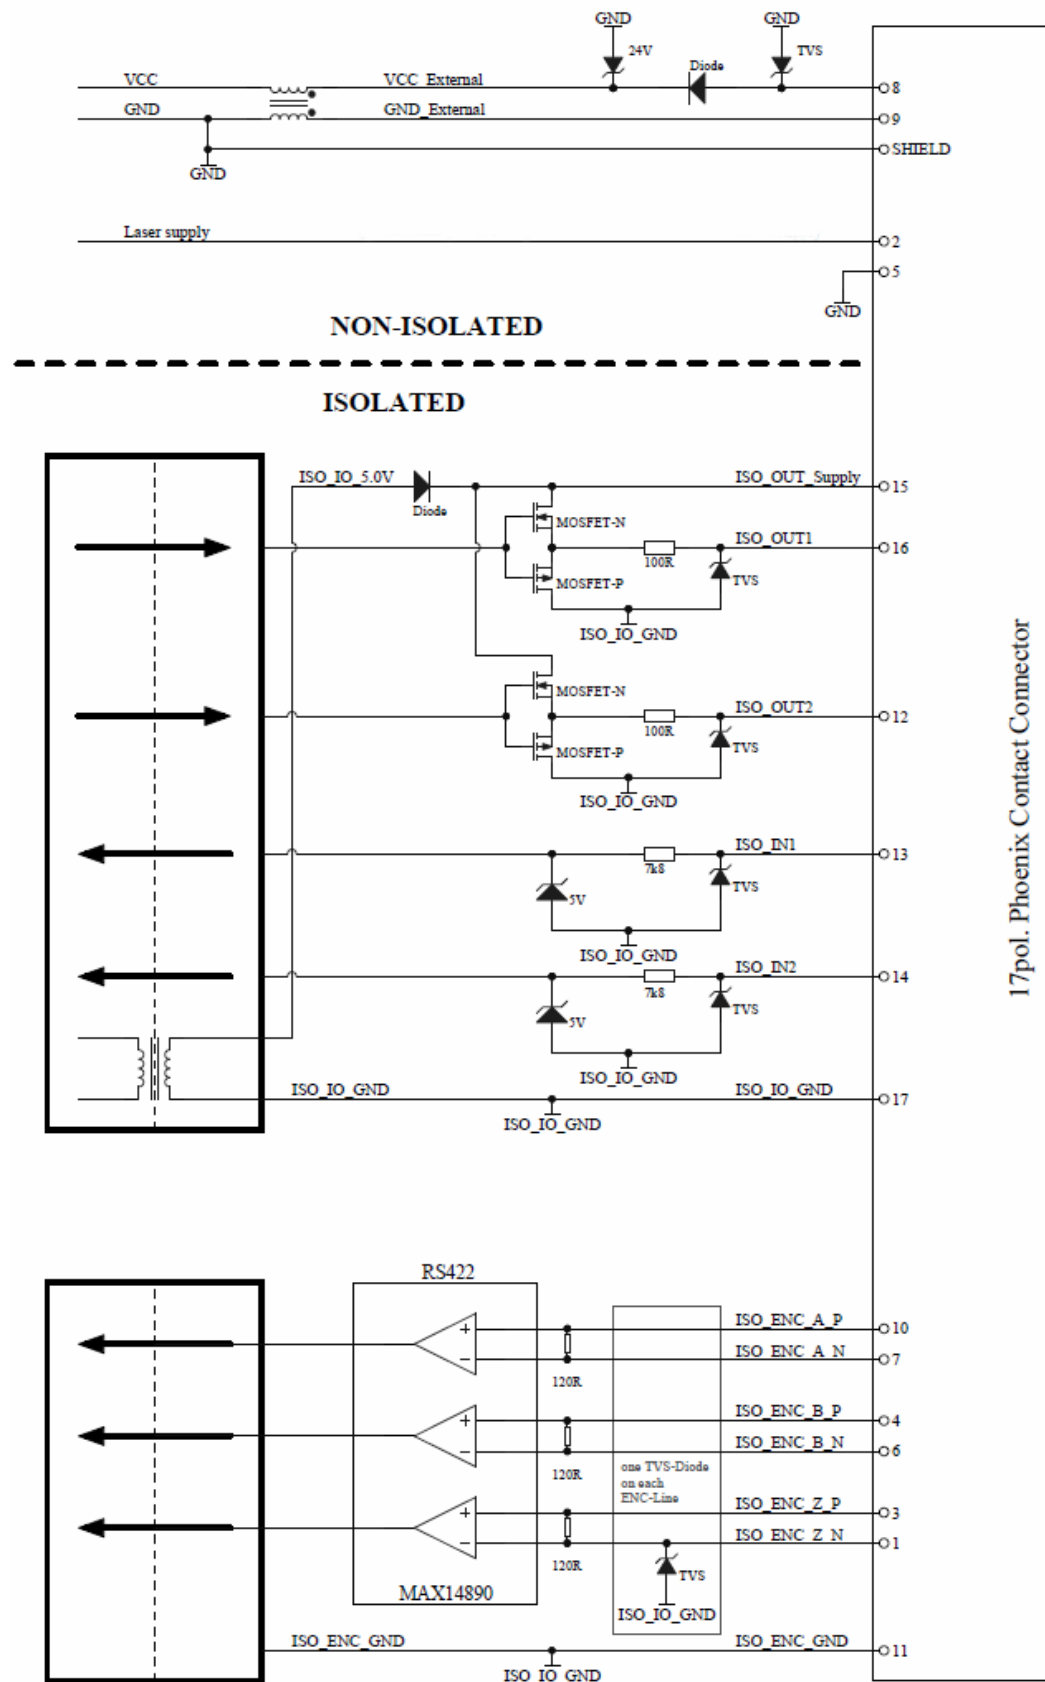 GND
GND
24V
TVS
Diode
VCC
VCC_External
8
GND
GND_External
9
SHIELD
GND
Laser supply
2
5
GND
NON-ISOLATED
ISOLATED
ISO_IO_5.0V
ISO_OUT_Supply
15
Diode
MOSFET-N
ISO_OUT1
16
100R
MOSFET-P
TVS
ISO_IO_GND
MOSFET-N
ISO_OUT2
12
100R
MOSFET-P
TVS
ISO_IO_GND
ISO_IN1
13
7k8
TVS
5V
ISO_IO_GND
ISO_IN2
14
7k8
TVS
5V
ISO_IO_GND
ISO_IO_GND
ISO_IO_GND
17
ISO_IO_GND
17pol. Phoenix Contact Connector
RS422
+
ISO_ENC_A_P
10
−
ISO_ENC_A_N
7
120R
+
ISO_ENC_B_P
4
−
ISO_ENC_B_N
6
120R
one TVS-Diode
on each
ENC-Line
+
ISO_ENC_Z_P
3
−
ISO_ENC_Z_N
1
120R
TVS
MAX14890
ISO_IO_GND
ISO_ENC_GND
ISO_ENC_GND
11
ISO_IO_GND